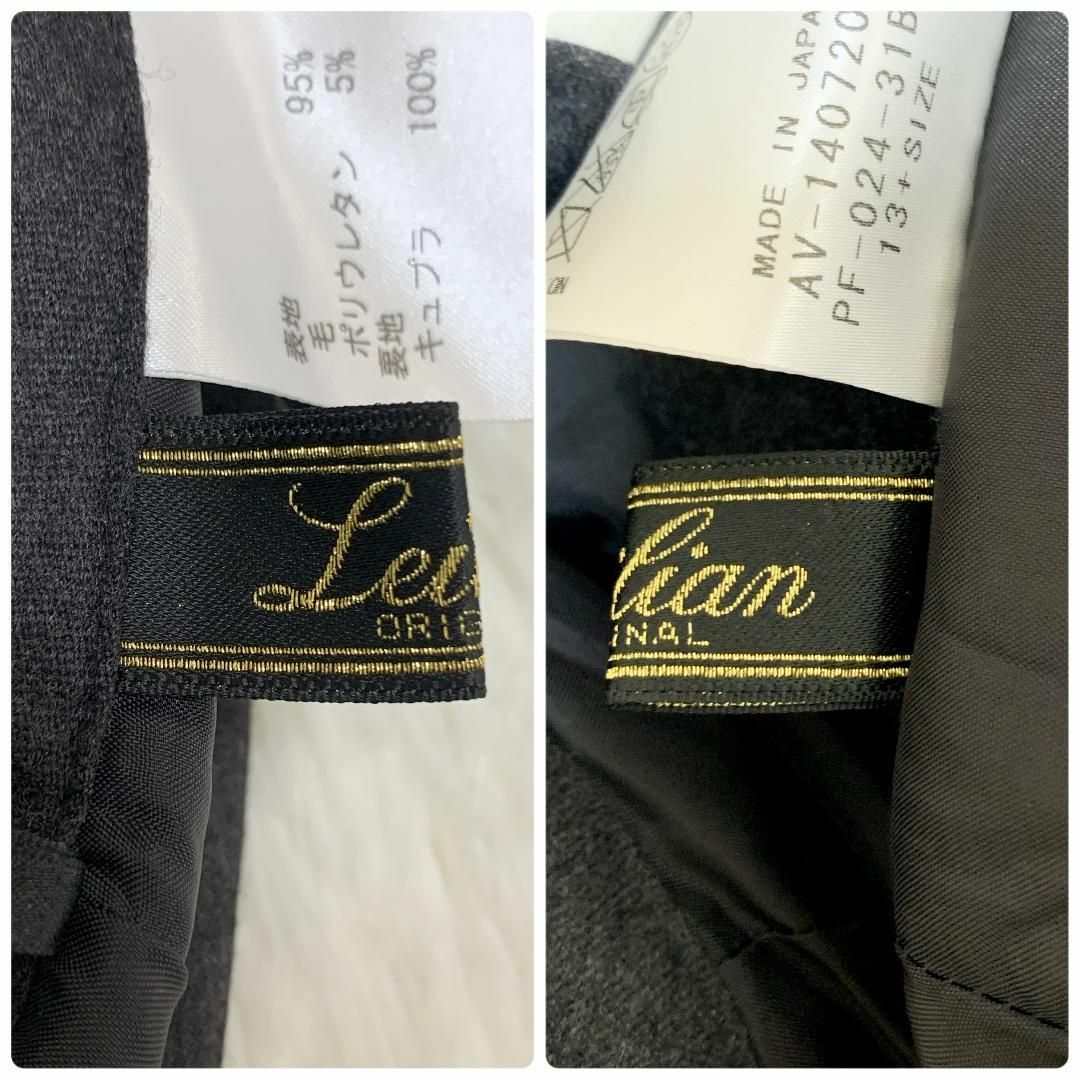 表地
毛 95%
ポリウレタン 5%
裏地
キュプラ 100%
Lei
ORIG
MADE IN JAPA
AV-140720
PF-024-31B
13+SIZE
lian
INAL